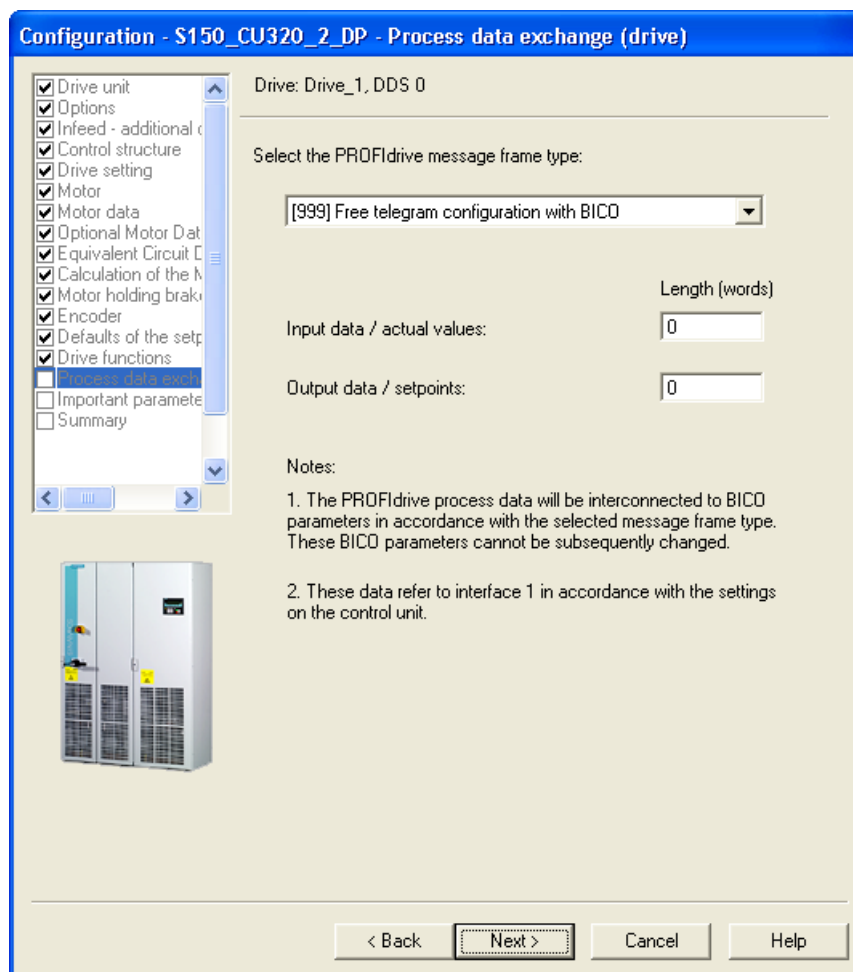 Configuration - S150_CU320_2_DP - Process data exchange (drive)
Drive unit
Options
Infeed - additional
Control structure
Drive setting
Motor
Motor data
Optional Motor Dat
Equivalent Circuit D
Calculation of the M
Motor holding brak
Encoder
Defaults of the setp
Drive functions
Process data exch
Important paramete
Summary
Drive: Drive_1, DDS 0
Select the PROFIdrive message frame type:
[999] Free telegram configuration with BICO
Length (words)
Input data / actual values:
0
Output data / setpoints:
0
Notes:
1. The PROFIdrive process data will be interconnected to BICO
parameters in accordance with the selected message frame type.
These BICO parameters cannot be subsequently changed.
2. These data refer to interface 1 in accordance with the settings
on the control unit.
< Back
Next >
Cancel
Help